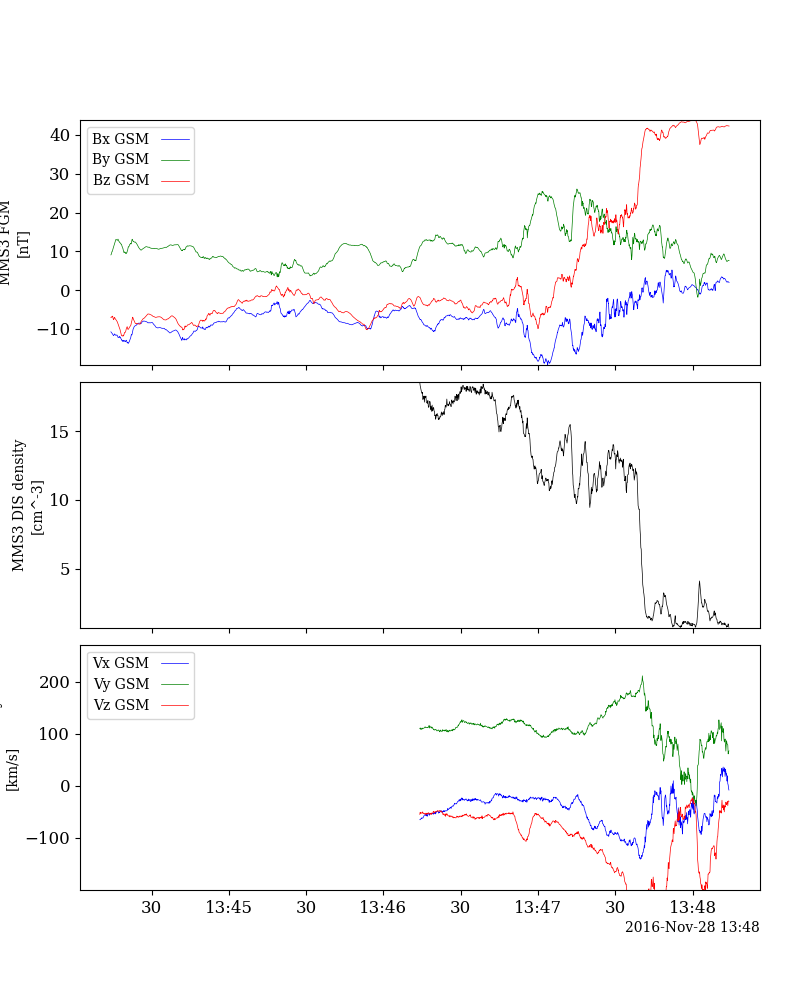 40
30
20
10
0
−10
MMS3 FGM
[nT]
Bx GSM
By GSM
Bz GSM
15
10
5
MMS3 DIS density
[cm^-3]
200
100
0
−100
[km/s]
Vx GSM
Vy GSM
Vz GSM
30 13:45 30 13:46 30 13:47 30 13:48
2016-Nov-28 13:48